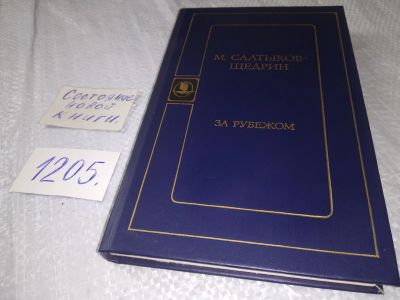 М. САЛТЫКОВ-
ЩЕДРИН
ЗА РУБЕЖОМ
Состояние
новой
книги.
1205.